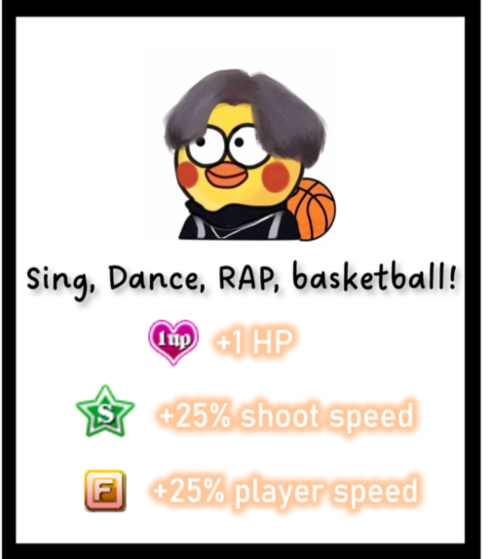 Sing, Dance, RAP, basketball!
1up +1 HP
S +25% shoot speed
F +25% player speed